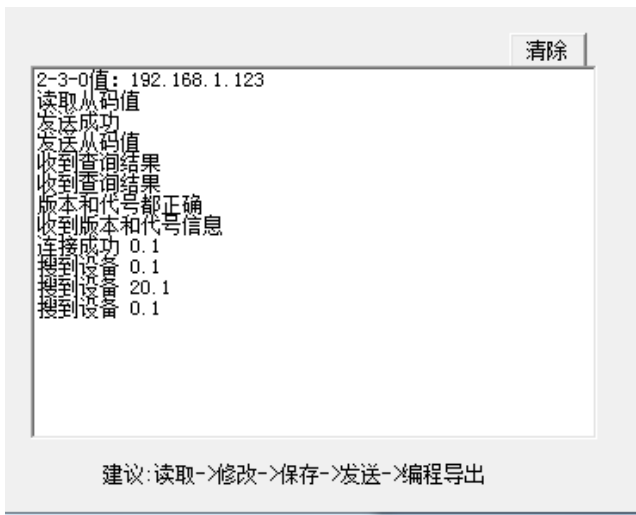 清除
2-3-0值: 192.168.1.123
读取从码值
发送成功
发送从码值
收到查询结果
收到查询结果
版本和代号都正确
收到版本和代号信息
连接成功 0.1
搜到设备 0.1
搜到设备 20.1
搜到设备 0.1
建议:读取->修改->保存->发送->编程导出